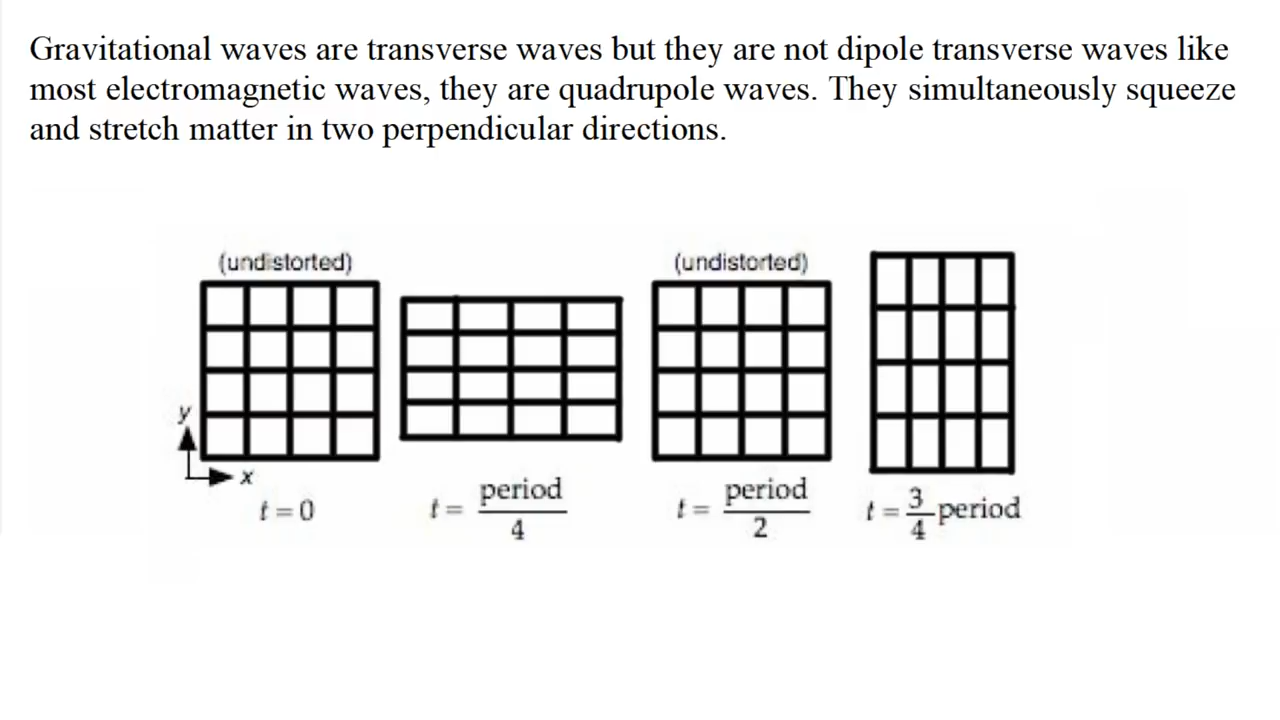 Gravitational waves are transverse waves but they are not dipole transverse waves like
most electromagnetic waves, they are quadrupole waves. They simultaneously squeeze
and stretch matter in two perpendicular directions.
(undistorted)
(undistorted)
y
x
t = 0
t = period/4
t = period/2
t = 3/4 period